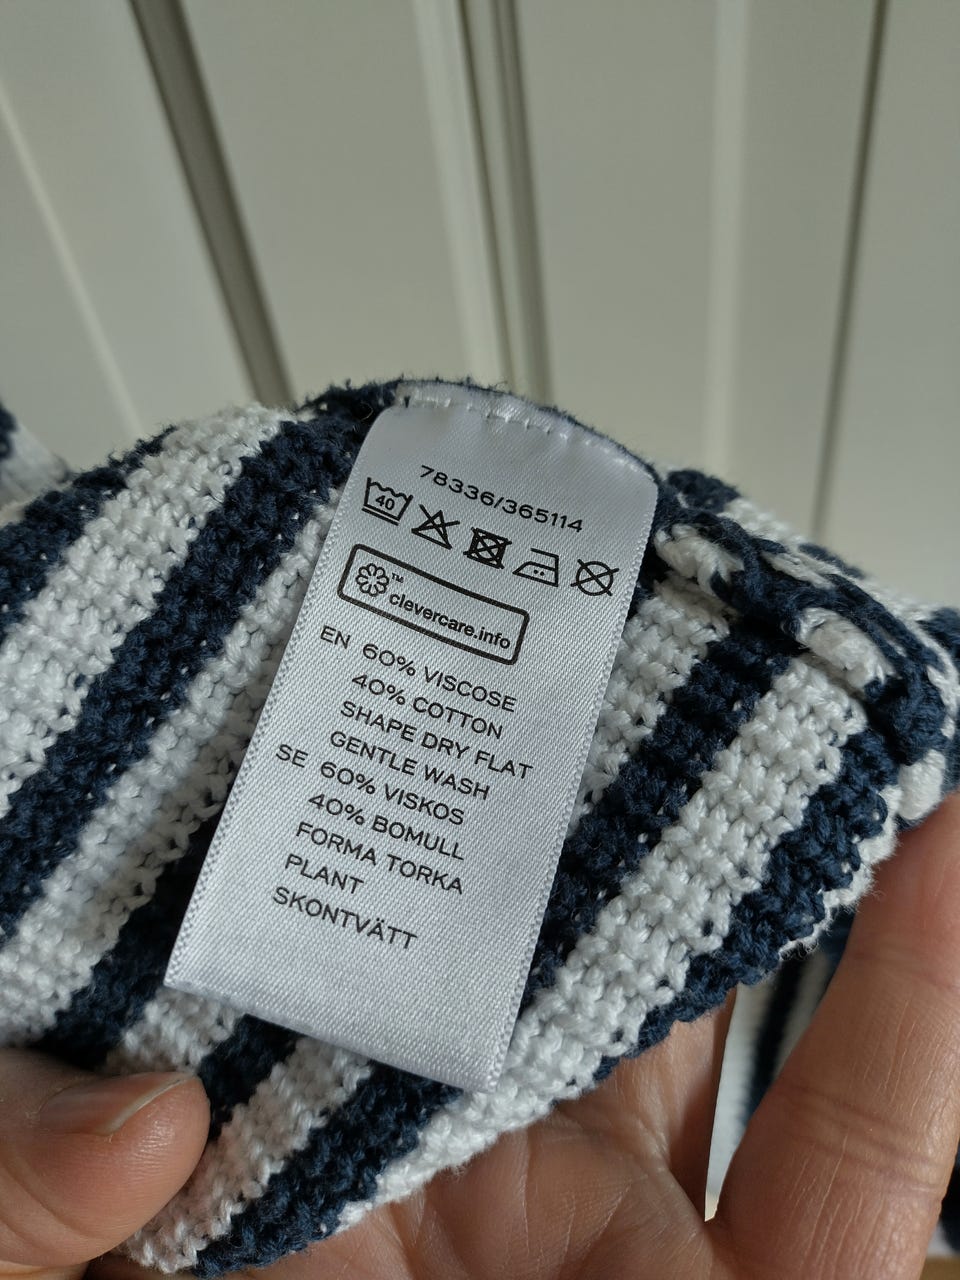 78336/365114
40
™
clevercare.info
EN 60% VISCOSE
40% COTTON
SHAPE DRY FLAT
GENTLE WASH
SE 60% VISKOS
40% BOMULL
FORMA TORKA
PLANT
SKONTVÄTT